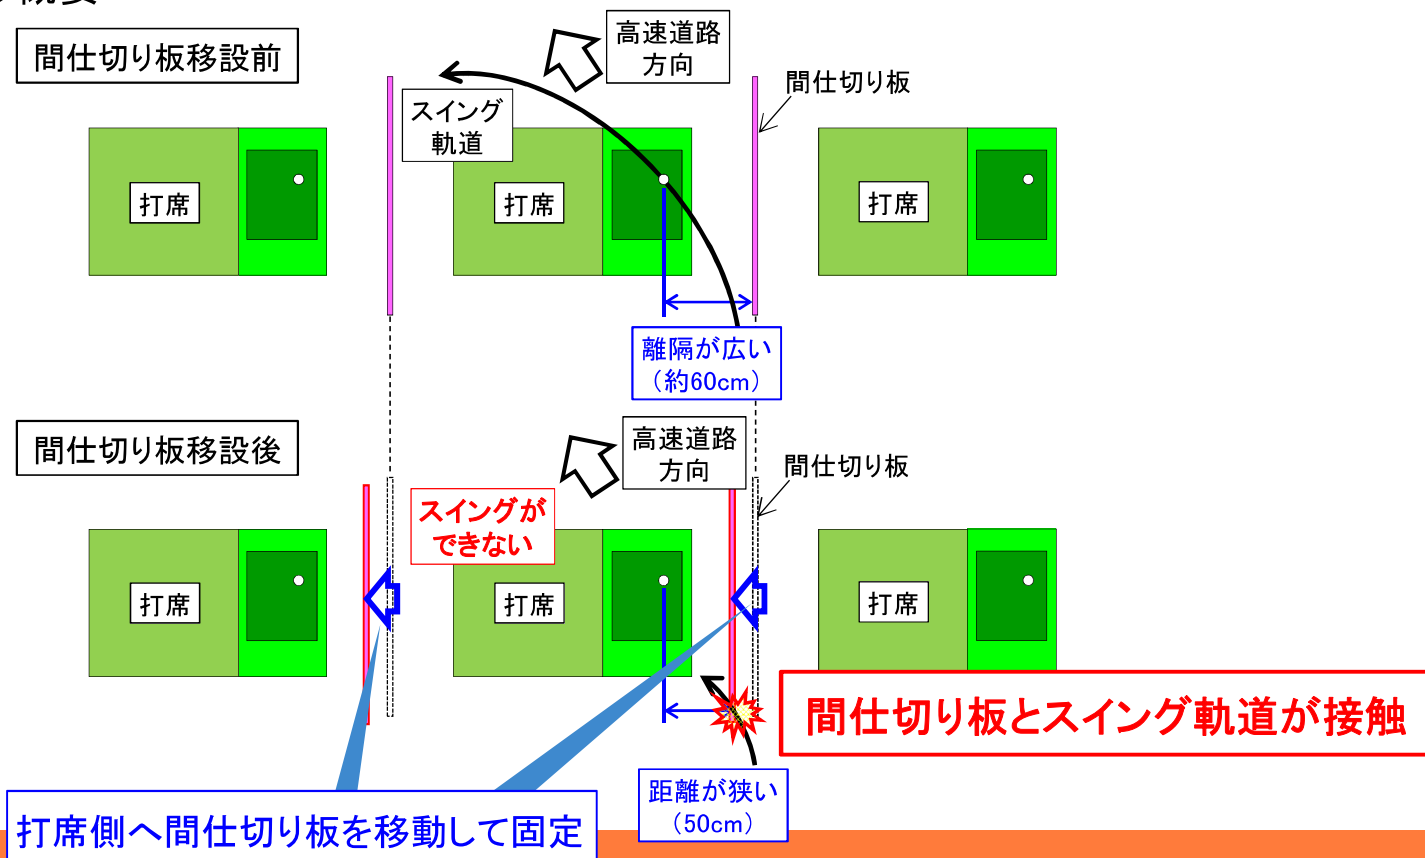 間仕切り板移設前
高速道路
方向
間仕切り板
スイング
軌道
打席
打席
打席
離隔が広い
（約60cm）
間仕切り板移設後
高速道路
方向
間仕切り板
スイングが
できない
打席
打席
打席
間仕切り板とスイング軌道が接触
距離が狭い
（50cm）
打席側へ間仕切り板を移動して固定